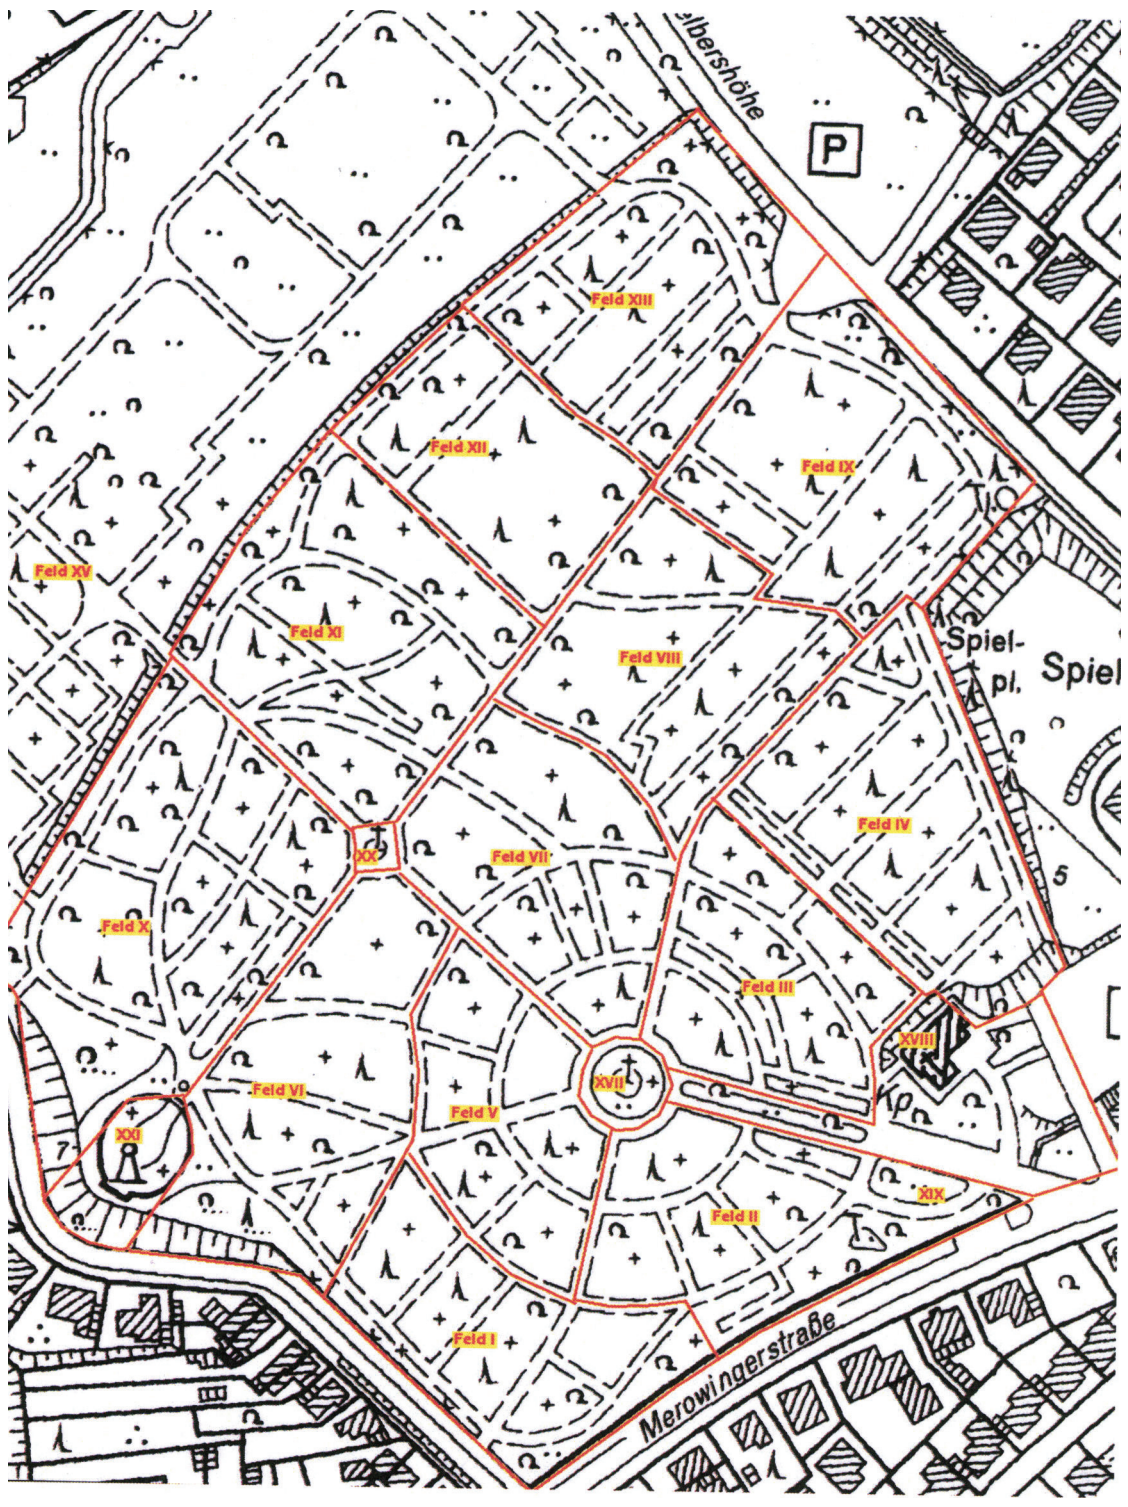 elbershöhe
P
Feld XIII
Feld XII
Feld IX
Feld XV
Feld XI
Feld VIII
Spiel-
pl.
Spiel
Feld IV
Feld VII
XX
5
Feld X
Feld III
XVIII
XVII
Feld VI
Feld V
Kp.
XXI
7
XIX
Feld II
Feld I
Merowingerstraße